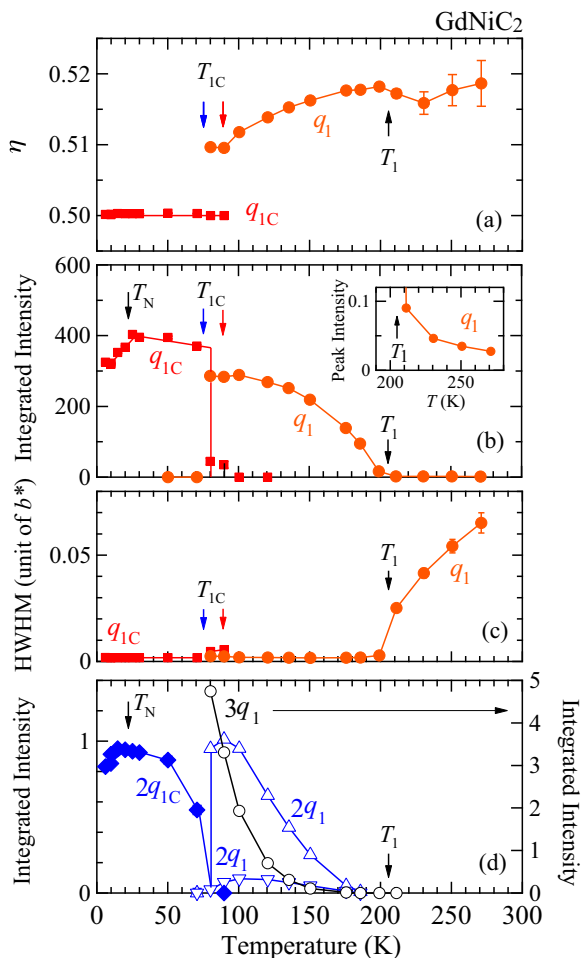 GdNiC2
0.52
0.51
0.50
η
T1C
q1
T1
q1C
(a)
600
400
200
0
Integrated Intensity
TN
T1C
q1C
q1
T1
(b)
0.1
0
Peak Intensity
q1
T1
200
250
T (K)
0.05
0
HWHM (unit of b*)
q1C
T1C
T1
q1
(c)
1
0
Integrated Intensity
TN
3q1
2q1C
2q1
2q1
T1
(d)
5
4
3
2
1
0
Integrated Intensity
0 50 100 150 200 250 300
Temperature (K)